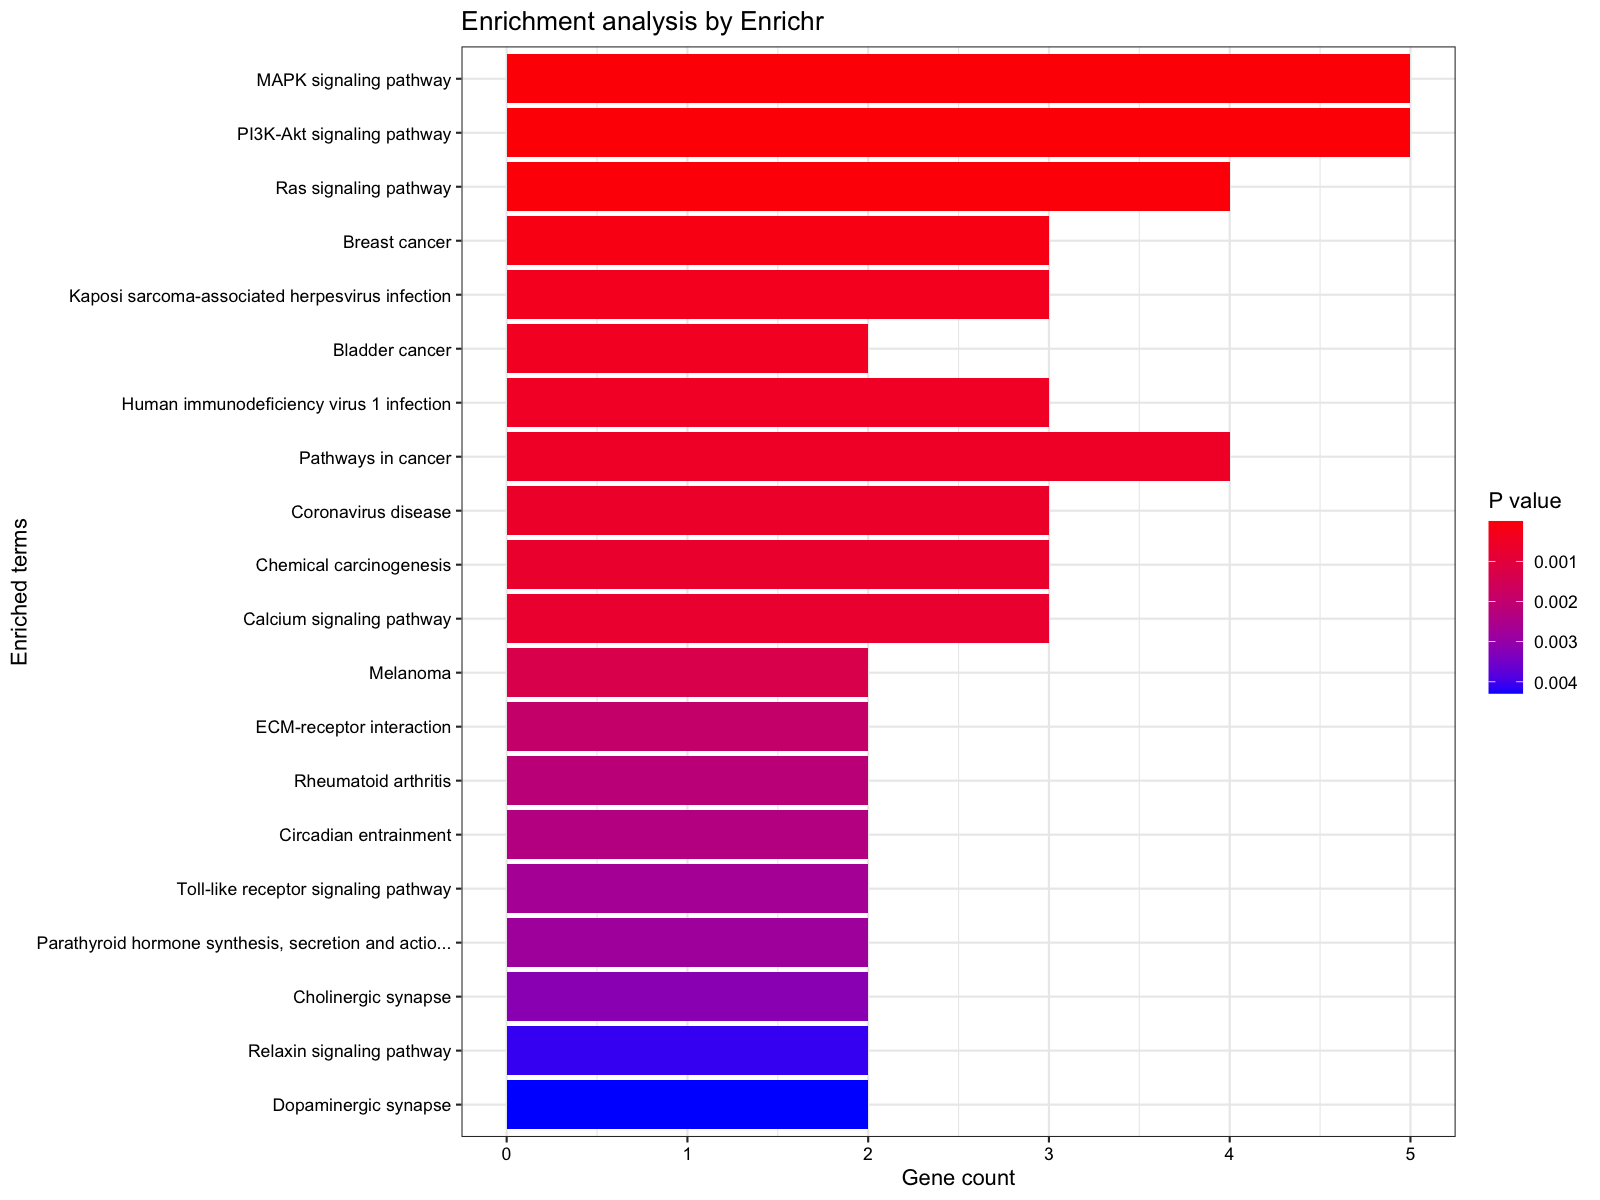 Enrichment analysis by Enrichr
MAPK signaling pathway
PI3K-Akt signaling pathway
Ras signaling pathway
Breast cancer
Kaposi sarcoma-associated herpesvirus infection
Bladder cancer
Human immunodeficiency virus 1 infection
Pathways in cancer
Coronavirus disease
Chemical carcinogenesis
Calcium signaling pathway
Melanoma
ECM-receptor interaction
Rheumatoid arthritis
Circadian entrainment
Toll-like receptor signaling pathway
Parathyroid hormone synthesis, secretion and actio...
Cholinergic synapse
Relaxin signaling pathway
Dopaminergic synapse
Enriched terms
0 1 2 3 4 5
Gene count
P value
0.001
0.002
0.003
0.004